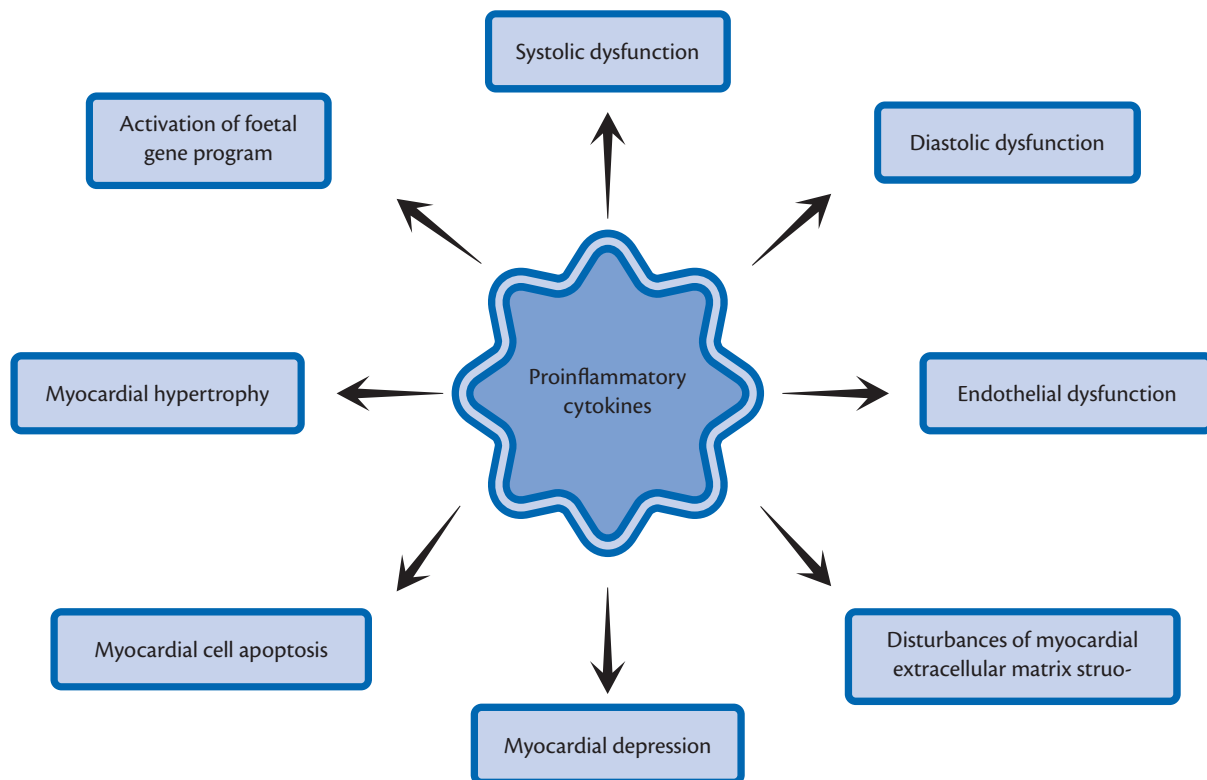 Systolic dysfunction
Activation of foetal
gene program
Diastolic dysfunction
Proinflammatory
cytokines
Myocardial hypertrophy
Endothelial dysfunction
Myocardial cell apoptosis
Disturbances of myocardial
extracellular matrix struo-
Myocardial depression